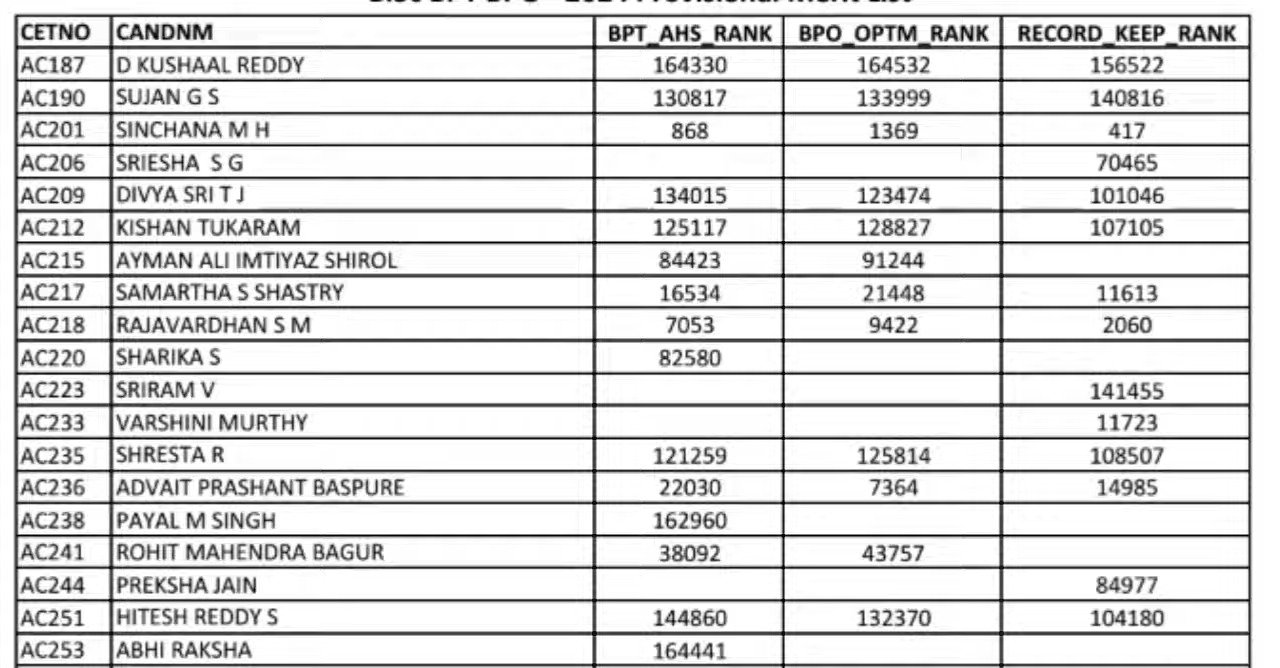 CETNO CANDNM BPT_AHS_RANK BPO_OPTM_RANK RECORD_KEEP_RANK
AC187 D KUSHAAL REDDY 164330 164532 156522
AC190 SUJAN G S 130817 133999 140816
AC201 SINCHANA M H 868 1369 417
AC206 SRIESHA  S G 70465
AC209 DIVYA SRI T J 134015 123474 101046
AC212 KISHAN TUKARAM 125117 128827 107105
AC215 AYMAN ALI IMTIYAZ SHIROL 84423 91244
AC217 SAMARTHA S SHASTRY 16534 21448 11613
AC218 RAJAVARDHAN S M 7053 9422 2060
AC220 SHARIKA S 82580
AC223 SRIRAM V 141455
AC233 VARSHINI MURTHY 11723
AC235 SHRESTA R 121259 125814 108507
AC236 ADVAIT PRASHANT BASPURE 22030 7364 14985
AC238 PAYAL M SINGH 162960
AC241 ROHIT MAHENDRA BAGUR 38092 43757
AC244 PREKSHA JAIN 84977
AC251 HITESH REDDY S 144860 132370 104180
AC253 ABHI RAKSHA 164441